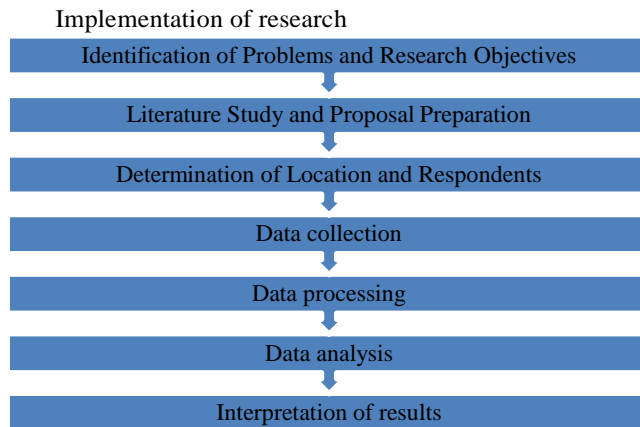 Implementation of research
Identification of Problems and Research Objectives
Literature Study and Proposal Preparation
Determination of Location and Respondents
Data collection
Data processing
Data analysis
Interpretation of results